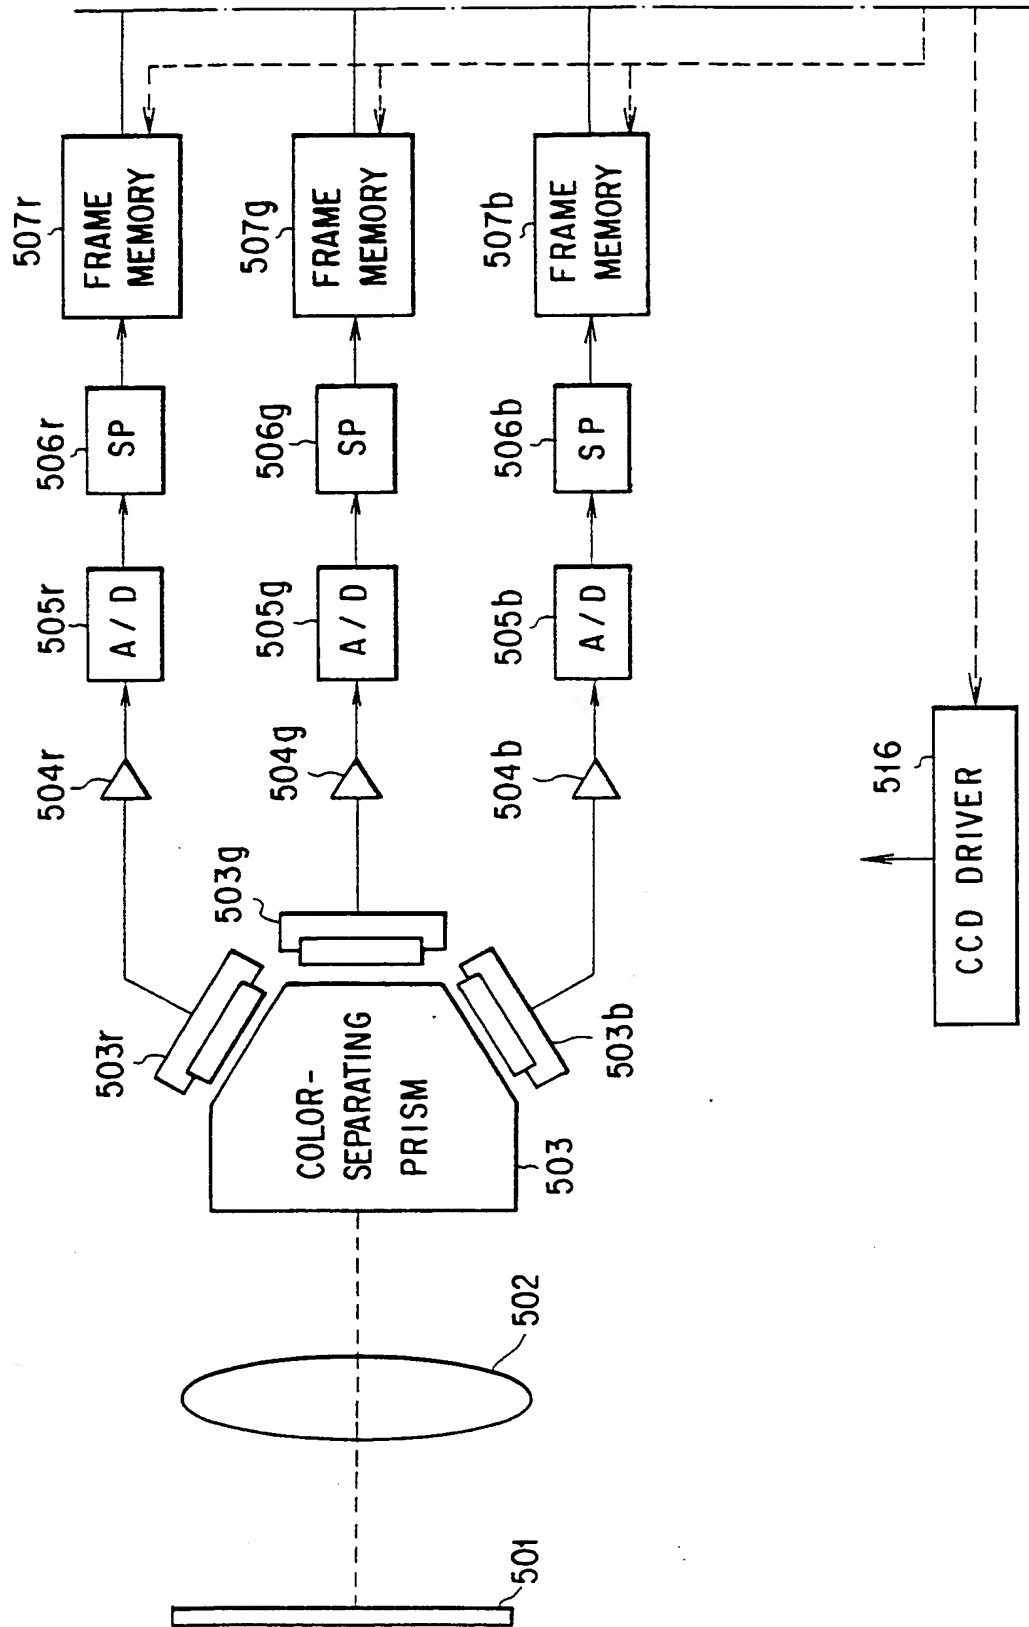 507r
FRAME
MEMORY
507g
FRAME
MEMORY
507b
FRAME
MEMORY
506r
SP
506g
SP
506b
SP
505r
A/D
505g
A/D
505b
A/D
504r
504g
504b
503r
503g
503b
COLOR-
SEPARATING
PRISM
503
502
501
516
CCD DRIVER